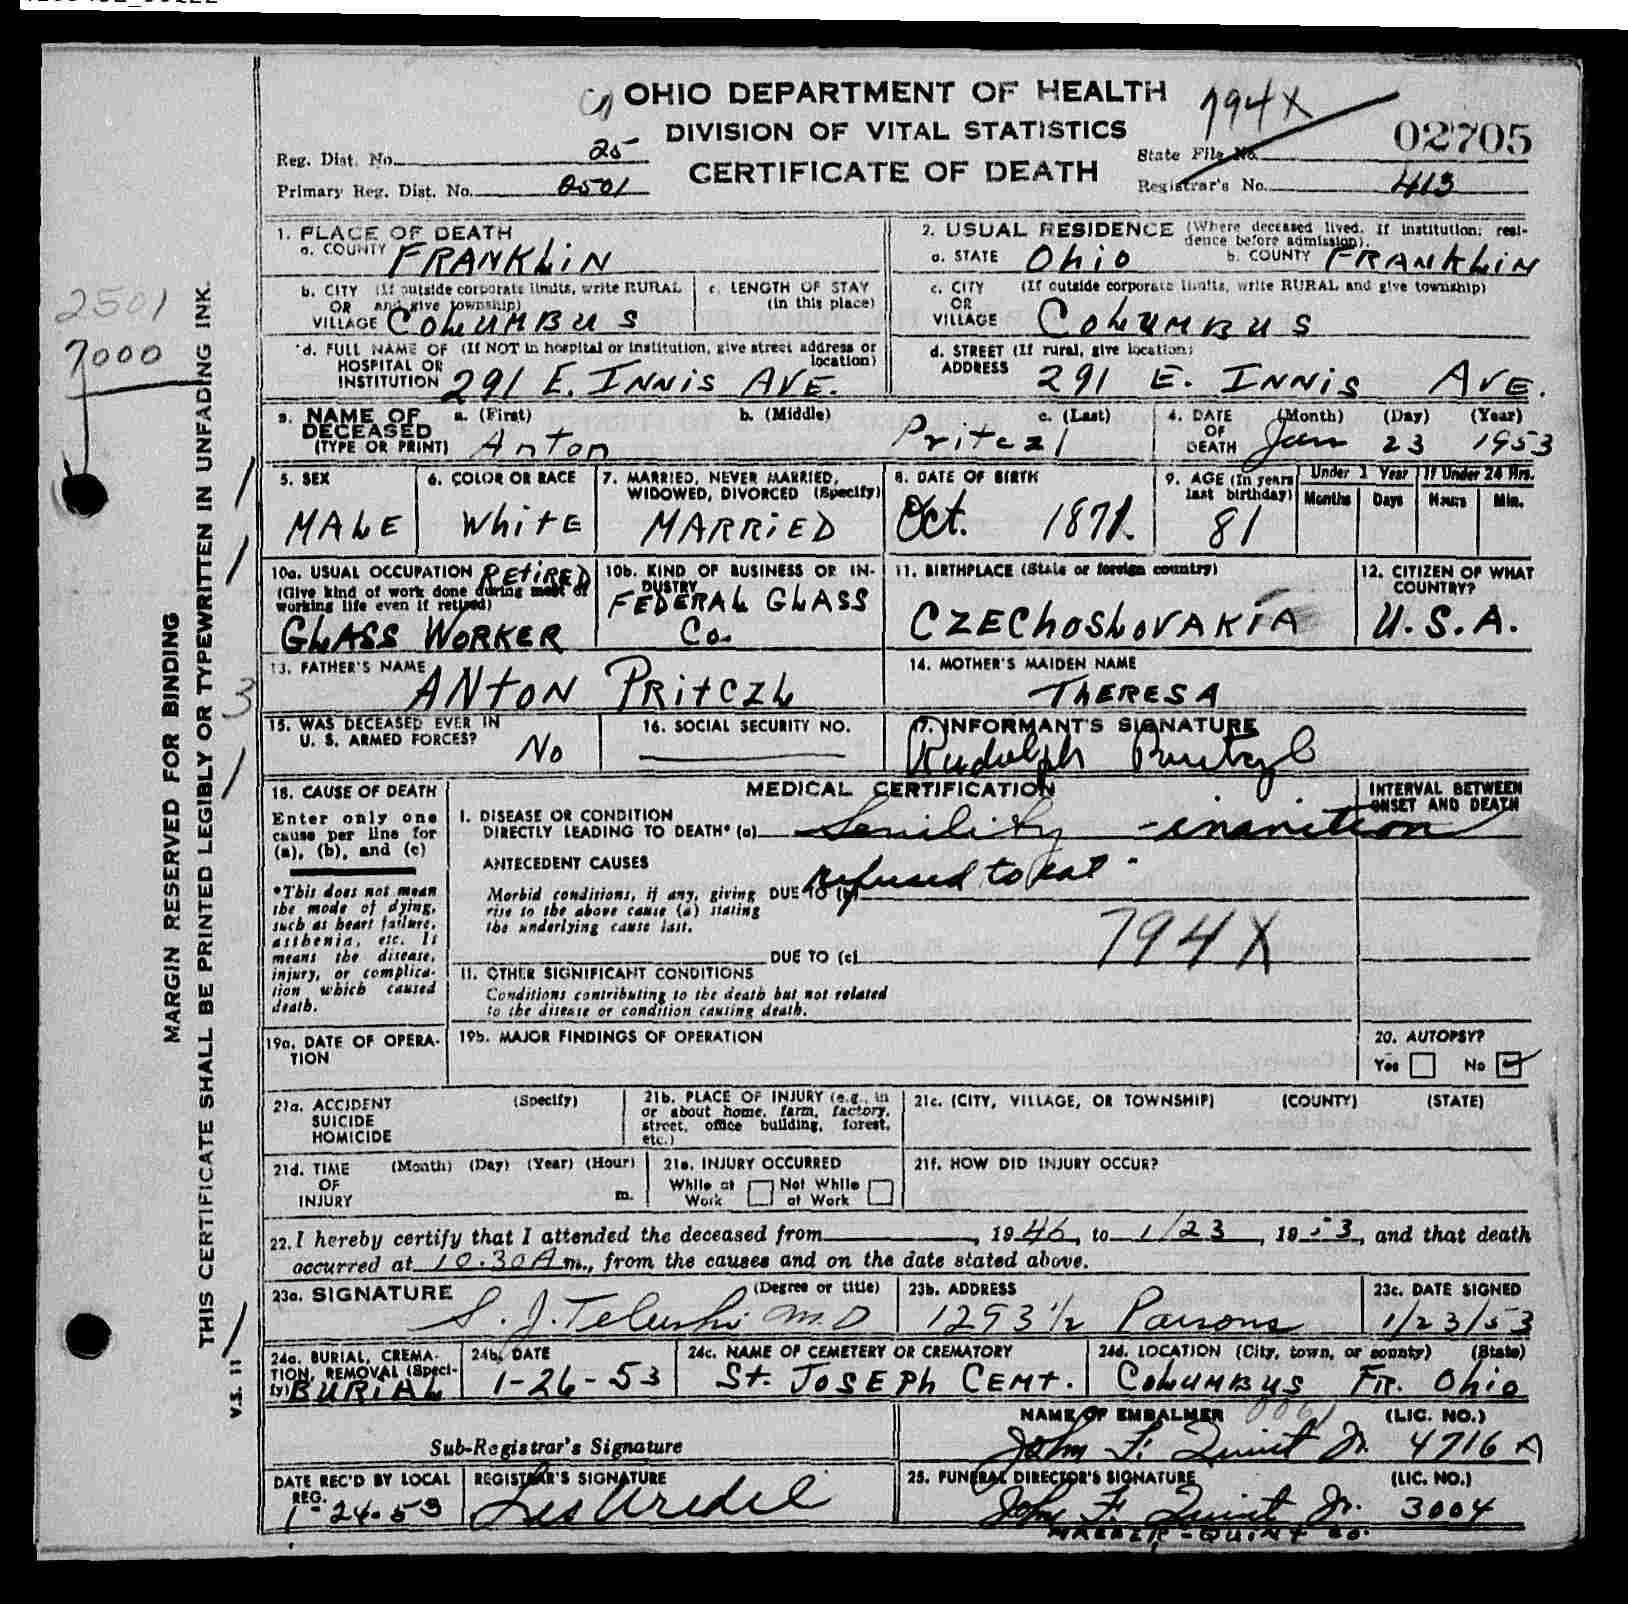 OHIO DEPARTMENT OF HEALTH
DIVISION OF VITAL STATISTICS
CERTIFICATE OF DEATH
794X
02705
Reg. Dist. No. 25
State File No.
Primary Reg. Dist. No. 2501
Registrar's No. 413
1. PLACE OF DEATH
a. COUNTY FRANKLIN
2. USUAL RESIDENCE (Where deceased lived. If institution: residence before admission).
a. STATE Ohio b. COUNTY FRANKLIN
b. CITY (If outside corporate limits, write RURAL
OR and give township)
VILLAGE COLUMBUS
c. LENGTH OF STAY
(in this place)
c. CITY (If outside corporate limits, write RURAL and give township)
OR
VILLAGE COLUMBUS
d. FULL NAME OF (If NOT in hospital or institution, give street address or
HOSPITAL OR location)
INSTITUTION 291 E. INNIS AVE.
d. STREET (If rural, give location)
ADDRESS 291 E. INNIS AVE.
3. NAME OF a. (First) b. (Middle) c. (Last)
DECEASED
(TYPE OR PRINT) Anton Pritczl
4. DATE (Month) (Day) (Year)
OF
DEATH Jan 23 1953
5. SEX
MALE
6. COLOR OR RACE
White
7. MARRIED, NEVER MARRIED,
WIDOWED, DIVORCED (Specify)
MARRIED
8. DATE OF BIRTH
Oct. 1871.
9. AGE (In years
last birthday)
81
Under 1 Year
Months Days
If Under 24 Hrs.
Hours Min.
10a. USUAL OCCUPATION RETIRED
(Give kind of work done during most of
working life even if retired)
GLASS WORKER
10b. KIND OF BUSINESS OR IN-
DUSTRY
FEDERAL GLASS
Co.
11. BIRTHPLACE (State or foreign country)
CZECHOSLOVAKIA
12. CITIZEN OF WHAT
COUNTRY?
U.S.A.
13. FATHER'S NAME
ANTON PRITCZL
14. MOTHER'S MAIDEN NAME
THERESA
15. WAS DECEASED EVER IN
U. S. ARMED FORCES? No
16. SOCIAL SECURITY NO.
17. INFORMANT'S SIGNATURE
Rudolph
18. CAUSE OF DEATH
Enter only one
cause per line for
(a), (b), and (c)
*This does not mean
the mode of dying,
such as heart failure,
asthenia, etc. It
means the disease,
injury, or complica-
tion which caused
death.
MEDICAL CERTIFICATION
INTERVAL BETWEEN
ONSET AND DEATH
I. DISEASE OR CONDITION
DIRECTLY LEADING TO DEATH* (a) Senility - inanition
ANTECEDENT CAUSES
Morbid conditions, if any, giving DUE TO (b) refused to eat
rise to the above cause (a) stating
the underlying cause last.
794X
DUE TO (c)
II. OTHER SIGNIFICANT CONDITIONS
Conditions contributing to the death but not related
to the disease or condition causing death.
19a. DATE OF OPERA-
TION
19b. MAJOR FINDINGS OF OPERATION
20. AUTOPSY?
Yes No
21a. ACCIDENT (Specify)
SUICIDE
HOMICIDE
21b. PLACE OF INJURY (e.g., in
or about home, farm, factory,
street, office building, forest,
etc.)
21c. (CITY, VILLAGE, OR TOWNSHIP) (COUNTY) (STATE)
21d. TIME (Month) (Day) (Year) (Hour)
OF
INJURY m.
21e. INJURY OCCURRED
While at Not While
Work at Work
21f. HOW DID INJURY OCCUR?
22. I hereby certify that I attended the deceased from , 1946, to 1/23, 1953, and that death
occurred at 10.30A m., from the causes and on the date stated above.
23a. SIGNATURE (Degree or title)
S. J. M.D
23b. ADDRESS
1293 1/2 Parsons
23c. DATE SIGNED
1/23/53
24a. BURIAL, CREMA-
TION, REMOVAL (Speci-
fy) BURIAL
24b. DATE
1-26-53
24c. NAME OF CEMETERY OR CREMATORY
St. JOSEPH CEMT.
24d. LOCATION (City, town, or county) (State)
COLUMBUS FR. Ohio
Sub-Registrar's Signature
NAME OF EMBALMER (LIC. NO.)
John F. Quint Jr. 4716 A
DATE REC'D BY LOCAL
REG.
1-24-53
REGISTRAR'S SIGNATURE
25. FUNERAL DIRECTOR'S SIGNATURE (LIC. NO.)
John F. Quint Jr. 3004
MAEDER-QUINT Co.
2501
7000
3
MARGIN RESERVED FOR BINDING
THIS CERTIFICATE SHALL BE PRINTED LEGIBLY OR TYPEWRITTEN IN UNFADING INK.
V.S. 11